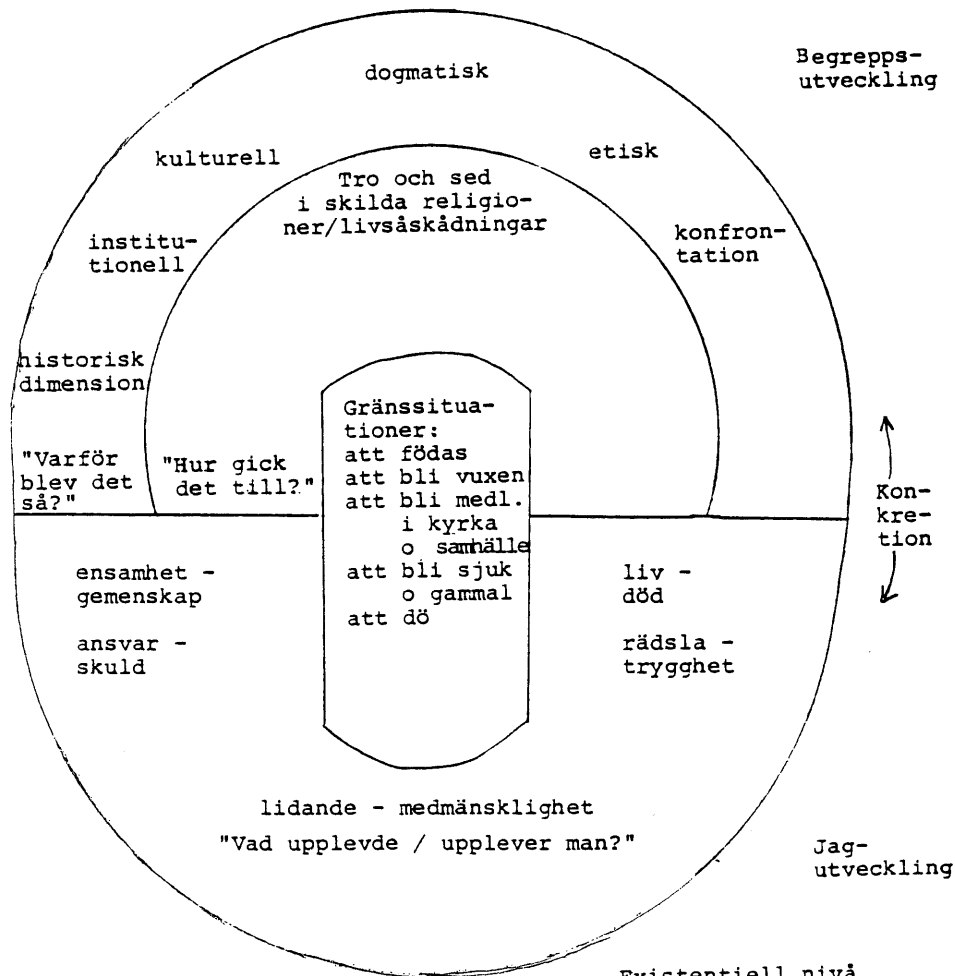 Begrepps-
utveckling
dogmatisk
kulturell
etisk
Tro och sed
i skilda religio-
ner/livsåskådningar
institu-
tionell
konfron-
tation
historisk
dimension
"Varför
blev det
så?"
"Hur gick
det till?"
Gränssitua-
tioner:
att födas
att bli vuxen
att bli medl.
i kyrka
o samhälle
att bli sjuk
o gammal
att dö
Kon-
kre-
tion
ensamhet -
gemenskap
ansvar -
skuld
liv -
död
rädsla -
trygghet
lidande - medmänsklighet
"Vad upplevde / upplever man?"
Jag-
utveckling
Existentiell nivå